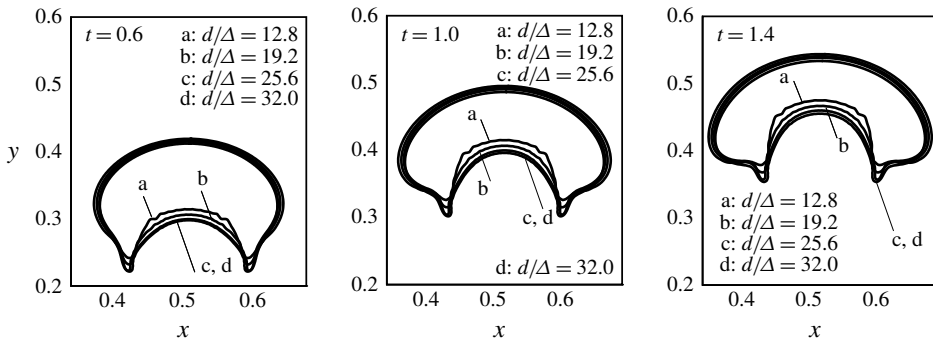 0.6
t = 0.6
a: d/Δ = 12.8
b: d/Δ = 19.2
c: d/Δ = 25.6
d: d/Δ = 32.0
0.5
y
0.4
a
b
0.3
c, d
0.2
0.4
0.5
0.6
x
0.6
t = 1.0
a: d/Δ = 12.8
b: d/Δ = 19.2
c: d/Δ = 25.6
0.5
a
0.4
b
0.3
c, d
d: d/Δ = 32.0
0.2
0.4
0.5
0.6
x
0.6
t = 1.4
a
0.5
b
0.4
a: d/Δ = 12.8
b: d/Δ = 19.2
0.3
c: d/Δ = 25.6
c, d
d: d/Δ = 32.0
0.2
0.4
0.5
0.6
x